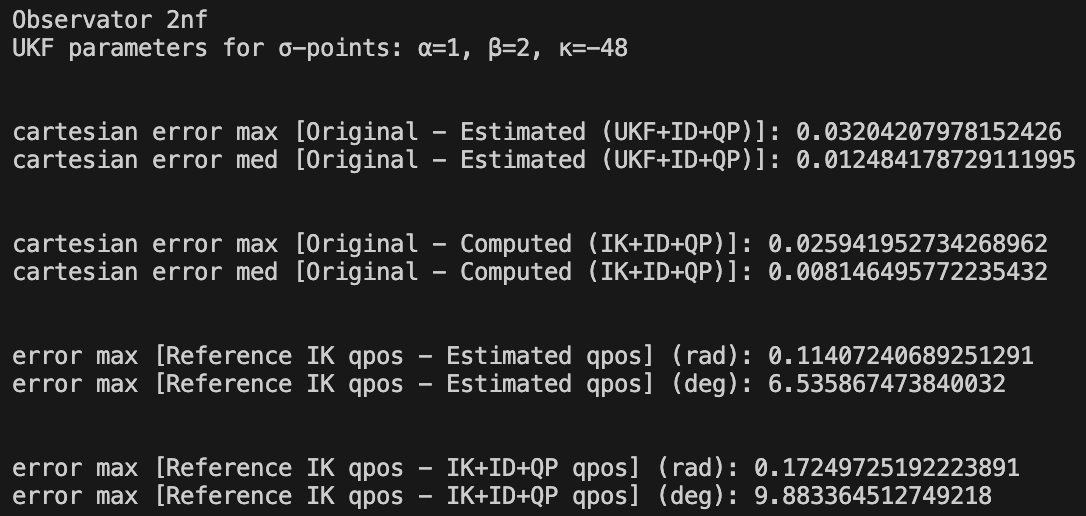 Observator 2nf
UKF parameters for σ-points: α=1, β=2, κ=-48
cartesian error max [Original - Estimated (UKF+ID+QP)]: 0.03204207978152426
cartesian error med [Original - Estimated (UKF+ID+QP)]: 0.012484178729111995
cartesian error max [Original - Computed (IK+ID+QP)]: 0.025941952734268962
cartesian error med [Original - Computed (IK+ID+QP)]: 0.008146495772235432
error max [Reference IK qpos - Estimated qpos] (rad): 0.11407240689251291
error max [Reference IK qpos - Estimated qpos] (deg): 6.535867473840032
error max [Reference IK qpos - IK+ID+QP qpos] (rad): 0.17249725192223891
error max [Reference IK qpos - IK+ID+QP qpos] (deg): 9.883364512749218